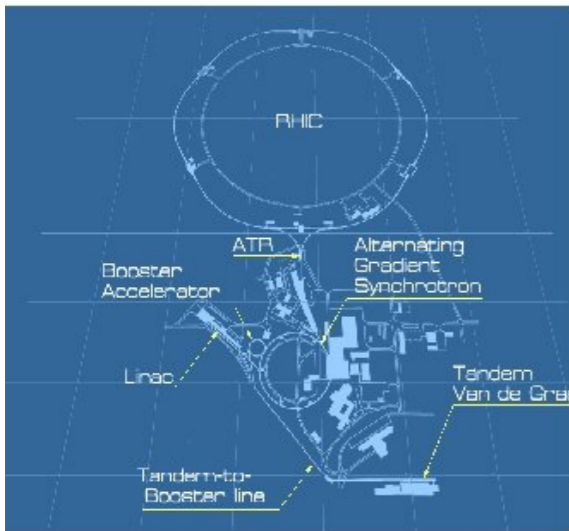 RHIC
ATR
Alternating
Gradient
Synchrotron
Booster
Accelerator
Linac
Tandem
Van de Gra
Tandem-to-
Booster line